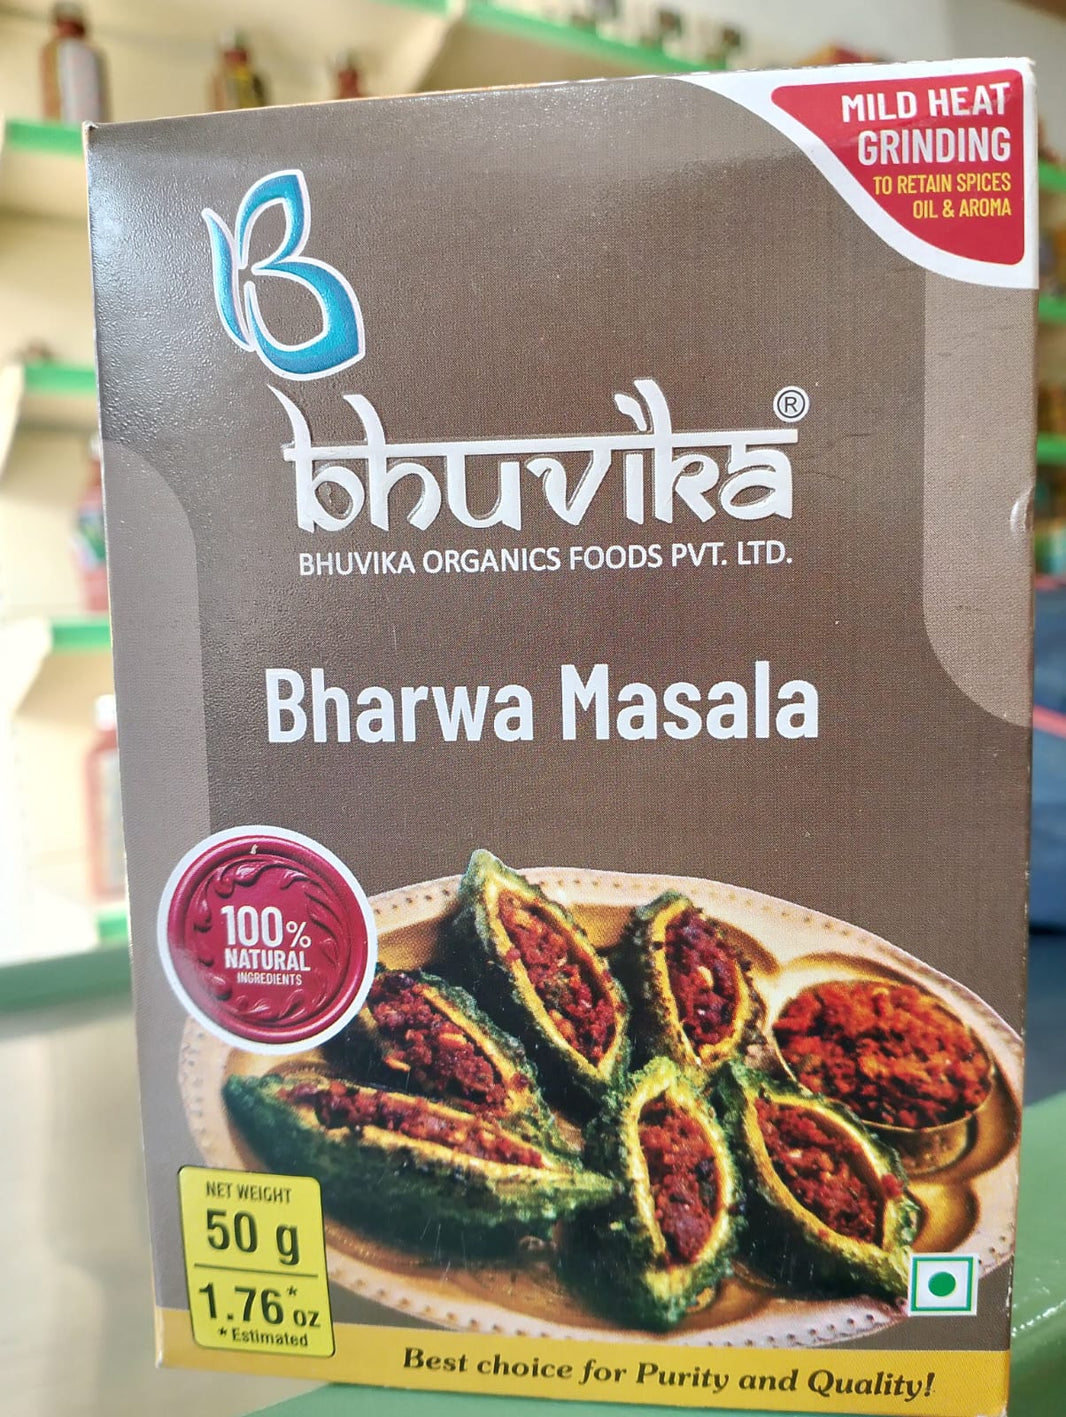 MILD HEAT
GRINDING
TO RETAIN SPICES
OIL & AROMA
B
bhuvika®
BHUVIKA ORGANICS FOODS PVT. LTD.
Bharwa Masala
100%
NATURAL
INGREDIENTS
NET WEIGHT
50 g
1.76* oz
*Estimated
Best choice for Purity and Quality!